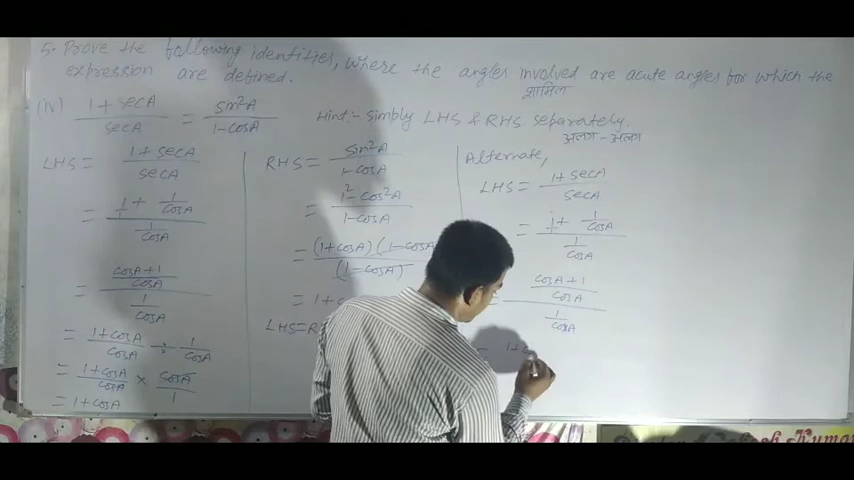 5. Prove the following identities, where the angles involved are acute angles for which the
expression are defined.
शामिल
(iv) 1 + secA / secA = sin²A / 1-cosA
Hint:- Simply LHS & RHS separately.
अलग-अलग
LHS = 1 + secA / secA
= 1 + 1/cosA / 1/cosA
= cosA+1/cosA / 1/cosA
= 1+cosA/cosA ÷ 1/cosA
= 1+cosA/cosA × cosA/1
= 1+cosA
RHS = sin²A / 1-cosA
= 1²-cos²A / 1-cosA
= (1+cosA)(1-cosA / (1-cosA)
= 1+c
LHS=R
Alternate,
LHS = 1 + secA / secA
= 1 + 1/cosA / 1/cosA
= cosA+1/cosA / 1/cosA
= 1+c